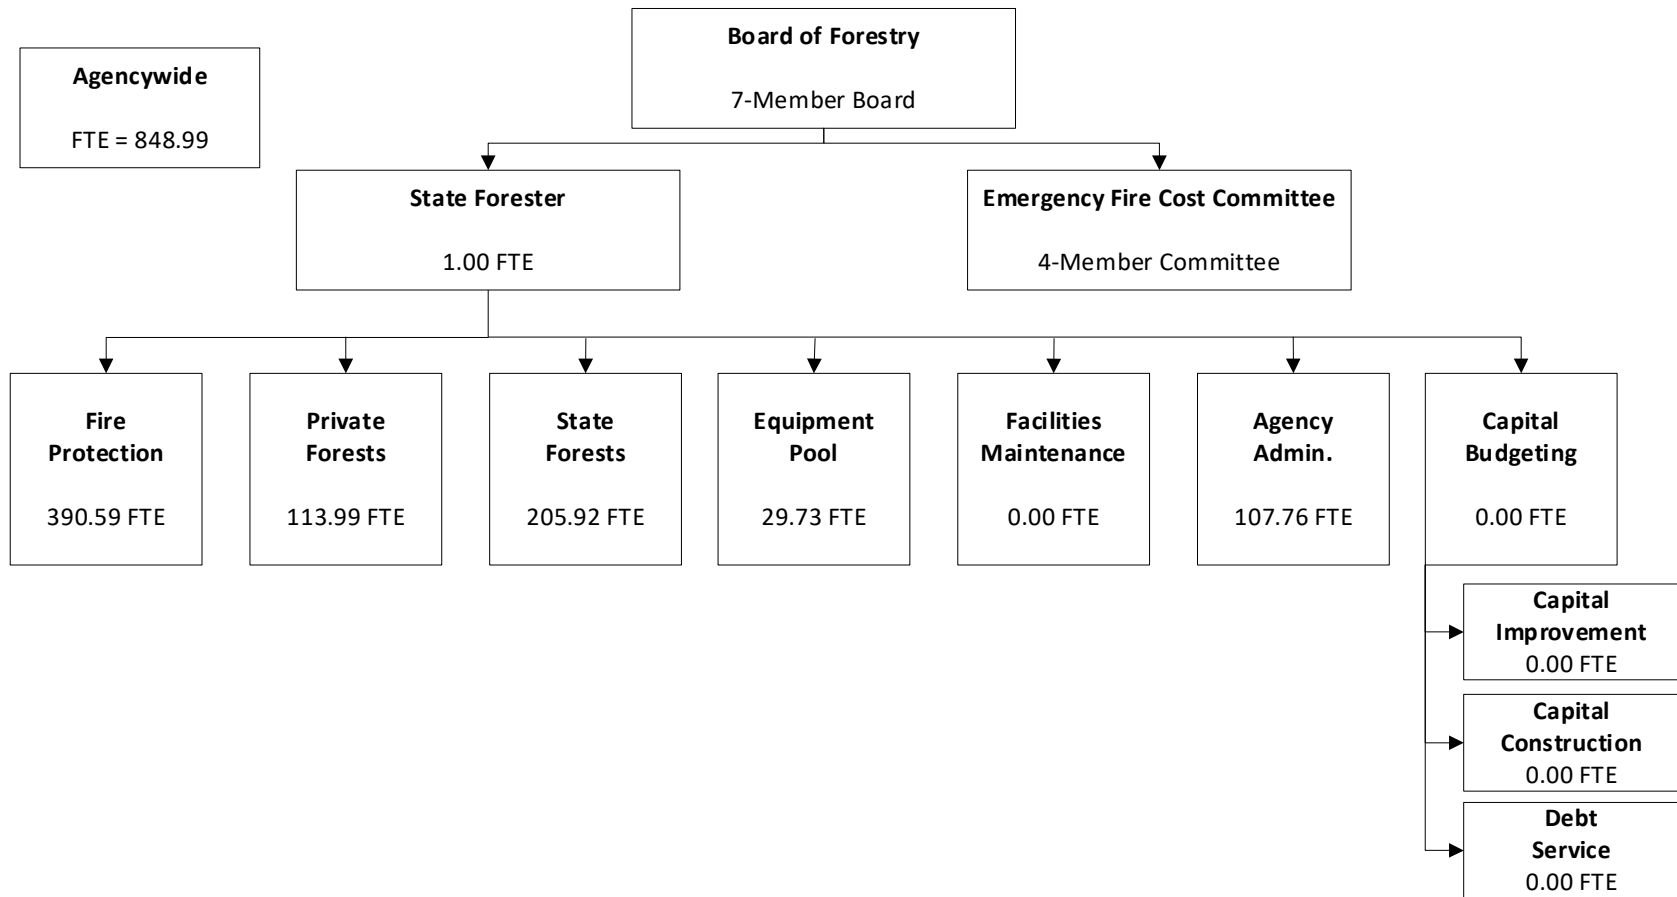 Board of Forestry
7-Member Board
Agencywide
FTE = 848.99
State Forester
1.00 FTE
Emergency Fire Cost Committee
4-Member Committee
Fire
Protection
390.59 FTE
Private
Forests
113.99 FTE
State
Forests
205.92 FTE
Equipment
Pool
29.73 FTE
Facilities
Maintenance
0.00 FTE
Agency
Admin.
107.76 FTE
Capital
Budgeting
0.00 FTE
Capital
Improvement
0.00 FTE
Capital
Construction
0.00 FTE
Debt
Service
0.00 FTE